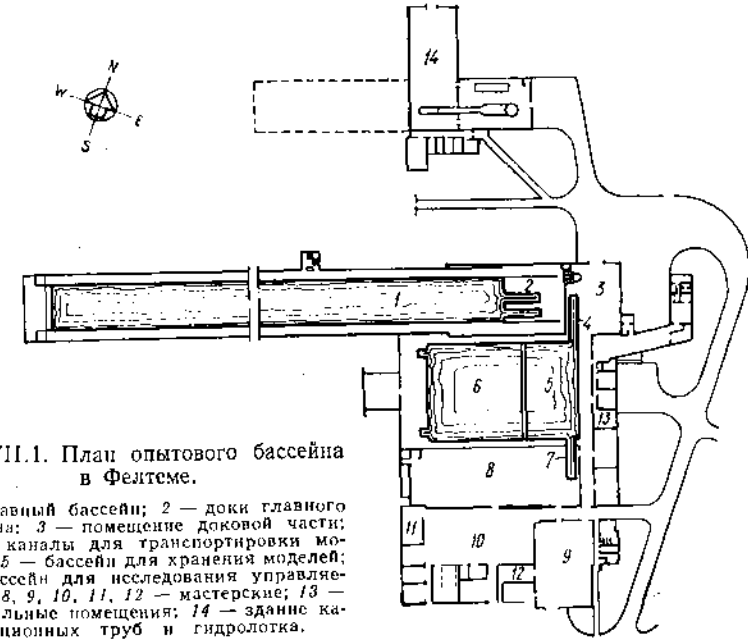 N
W
E
S
14
1
2
3
4
5
6
7
8
13
11
10
12
9
VII.1. План опытового бассейна
в Фелтеме.
авный бассейн; 2 — доки главного
на; 3 — помещение доковой части;
каналы для транспортировки мо-
5 — бассейн для хранения моделей;
ссейн для исследования управляе-
8, 9, 10, 11, 12 — мастерские; 13 —
льные помещения; 14 — здание ка-
ционных труб и гидролотка.